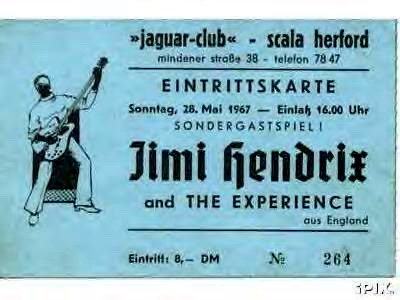 »jaguar-club« - scala herford
mindener straße 38 - telefon 78 47
EINTRITTSKARTE
Sonntag, 28. Mai 1967 — Einlaß 16.00 Uhr
SONDERGASTSPIEL!
Jimi Hendrix
and THE EXPERIENCE
aus England
Eintritt: 8,— DM № 264
iPIX